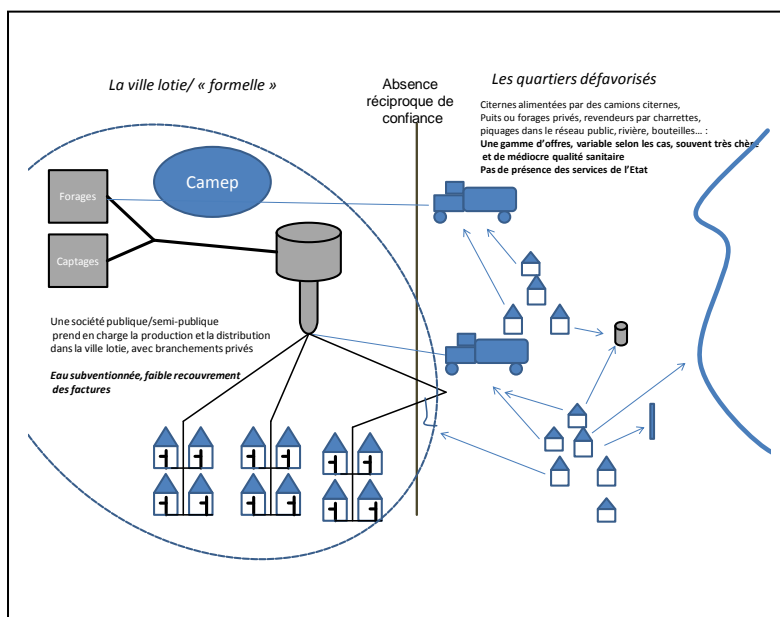 La ville lotie/ « formelle »
Absence
réciproque de
confiance
Les quartiers défavorisés
Citernes alimentées par des camions citernes,
Puits ou forages privés, revendeurs par charrettes,
piquages dans le réseau public, rivière, bouteilles… :
Une gamme d’offres, variable selon les cas, souvent très chère
et de médiocre qualité sanitaire
Pas de présence des services de l’Etat
Forages
Camep
Captages
Une société publique/semi-publique
prend en charge la production et la distribution
dans la ville lotie, avec branchements privés
Eau subventionnée, faible recouvrement
des factures